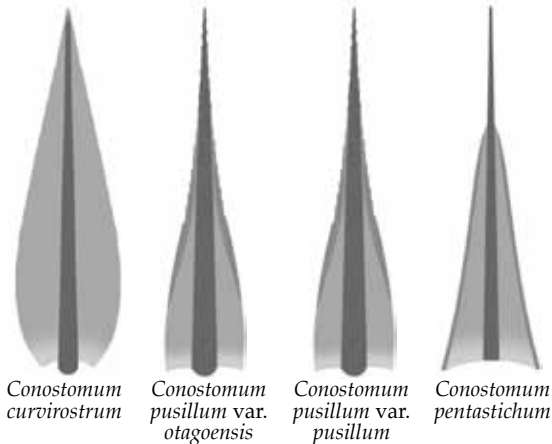 Conostomum curvirostrum
Conostomum pusillum var. otagoensis
Conostomum pusillum var. pusillum
Conostomum pentastichum